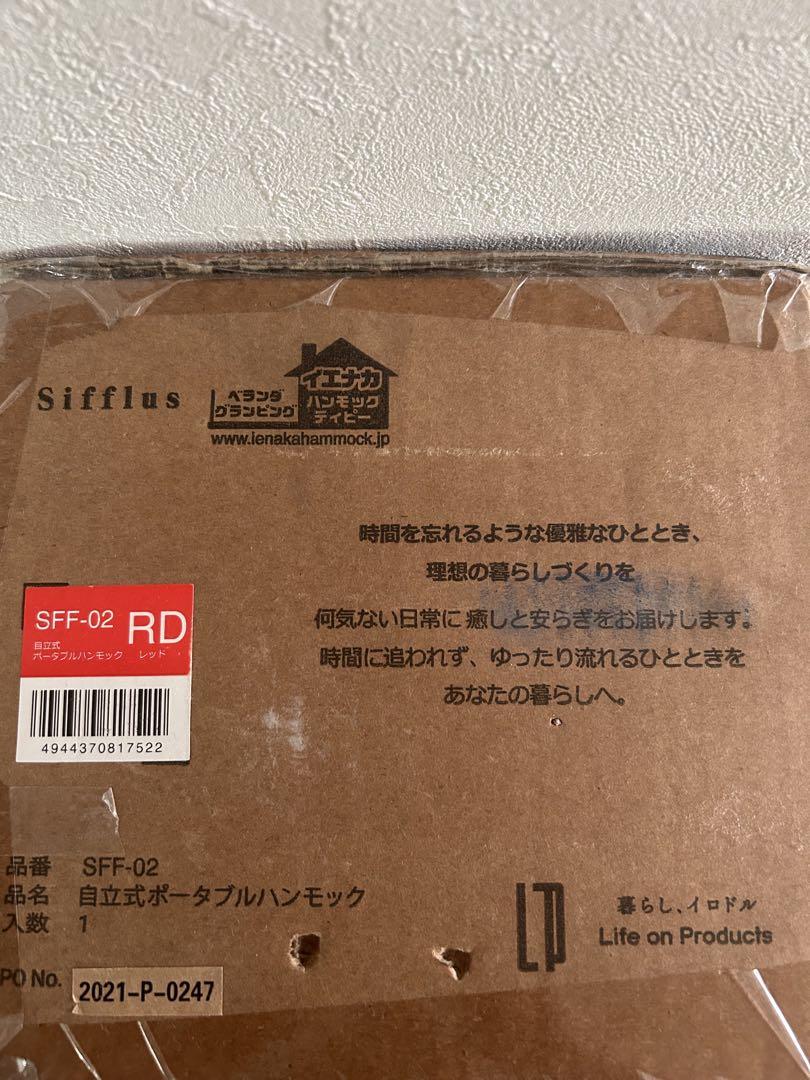 Sifflus
ベランダ
グランピング
イエナカ
ハンモック
ティピー
www.ienakahammock.jp
時間を忘れるような優雅なひととき、
理想の暮らしづくりを
何気ない日常に癒しと安らぎをお届けします。
時間に追われず、ゆったり流れるひとときを
あなたの暮らしへ。
SFF-02 RD
自立式
ポータブルハンモック レッド
4944370817522
品番 SFF-02
品名 自立式ポータブルハンモック
入数 1
PO No. 2021-P-0247
暮らし、イロドル
Life on Products